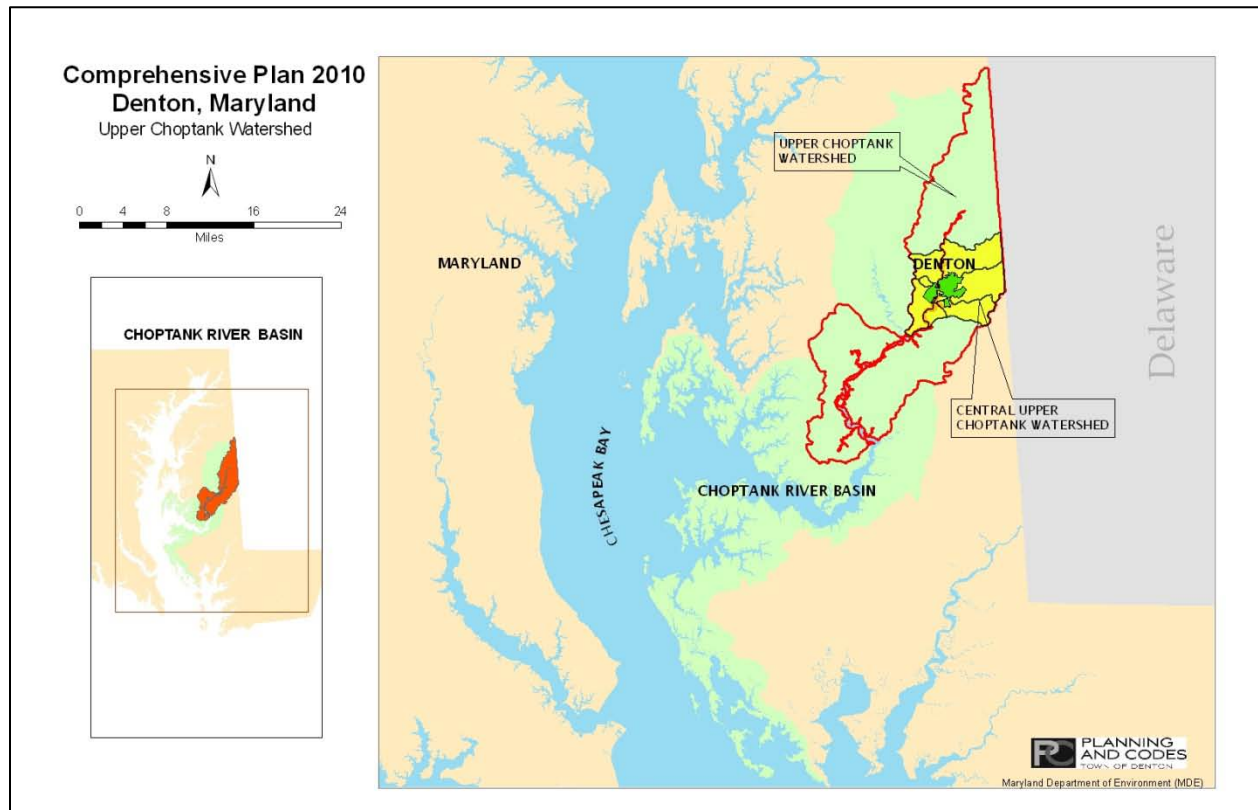 Comprehensive Plan 2010
Denton, Maryland
Upper Choptank Watershed
N
0 4 8 16 24
Miles
CHOPTANK RIVER BASIN
UPPER CHOPTANK
WATERSHED
MARYLAND
DENTON
Delaware
CENTRAL UPPER
CHOPTANK WATERSHED
CHESAPEAK BAY
CHOPTANK RIVER BASIN
PC PLANNING
AND CODES
TOWN OF DENTON
Maryland Department of Environment (MDE)